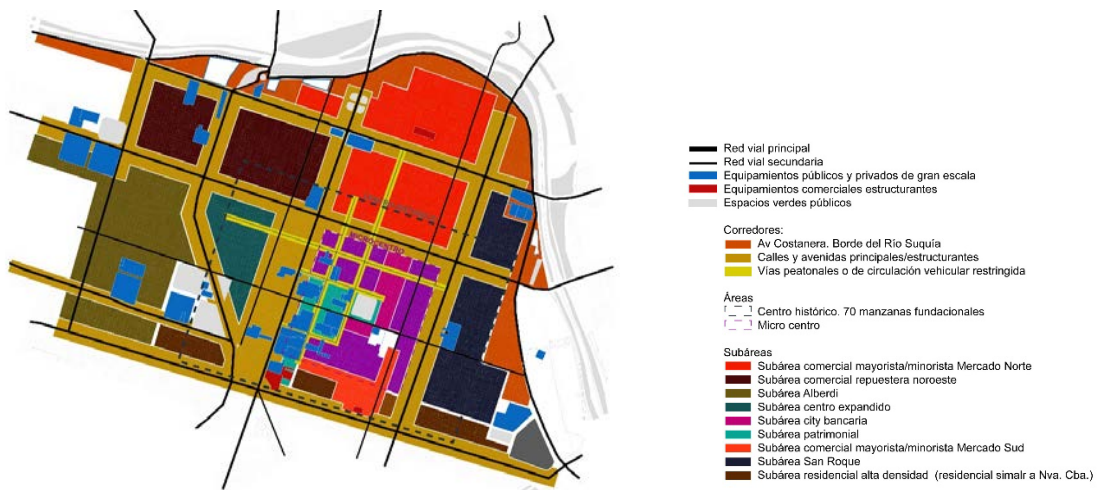 MICROCENTRO
Red vial principal
Red vial secundaria
Equipamientos públicos y privados de gran escala
Equipamientos comerciales estructurantes
Espacios verdes públicos
Corredores:
Av Costanera. Borde del Río Suquía
Calles y avenidas principales/estructurantes
Vías peatonales o de circulación vehicular restringida
Áreas
Centro histórico. 70 manzanas fundacionales
Micro centro
Subáreas
Subárea comercial mayorista/minorista Mercado Norte
Subárea comercial repuestera noroeste
Subárea Alberdi
Subárea centro expandido
Subárea city bancaria
Subárea patrimonial
Subárea comercial mayorista/minorista Mercado Sud
Subárea San Roque
Subárea residencial alta densidad (residencial simalr a Nva. Cba.)